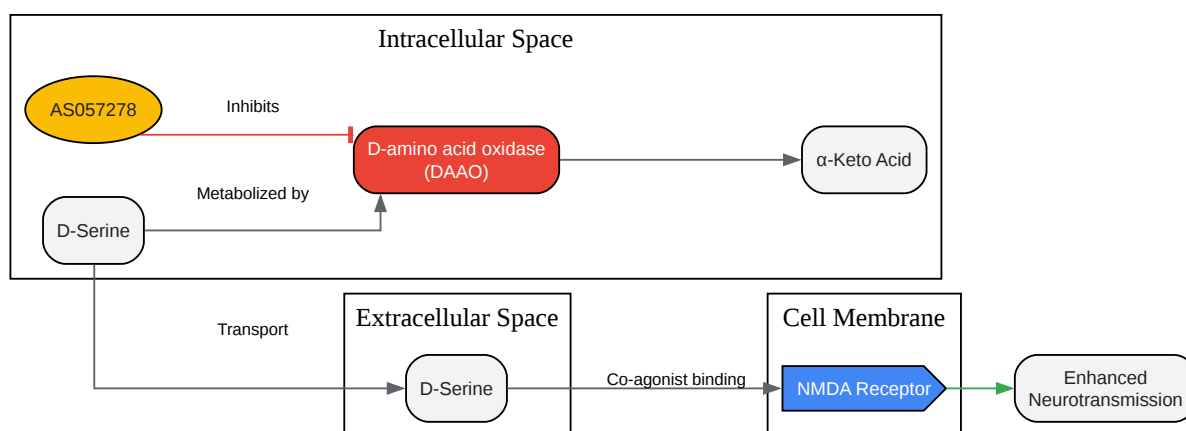 Intracellular Space
AS057278
Inhibits
D-amino acid oxidase
(DAAO)
α-Keto Acid
Metabolized by
D-Serine
Transport
Extracellular Space
Cell Membrane
D-Serine
Co-agonist binding
NMDA Receptor
Enhanced
Neurotransmission